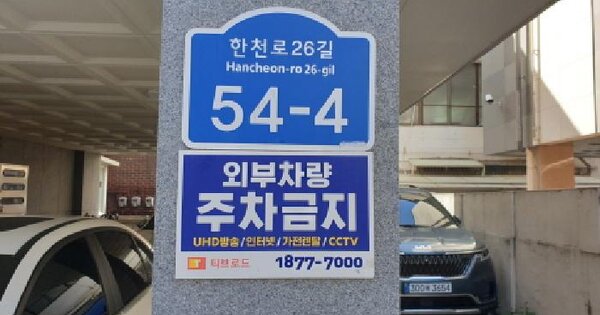 한천로 26길
Hancheon-ro 26-gil
54-4
외부차량
주차금지
UHD방송/인터넷/가전렌탈/CCTV
티브로드 1877-7000